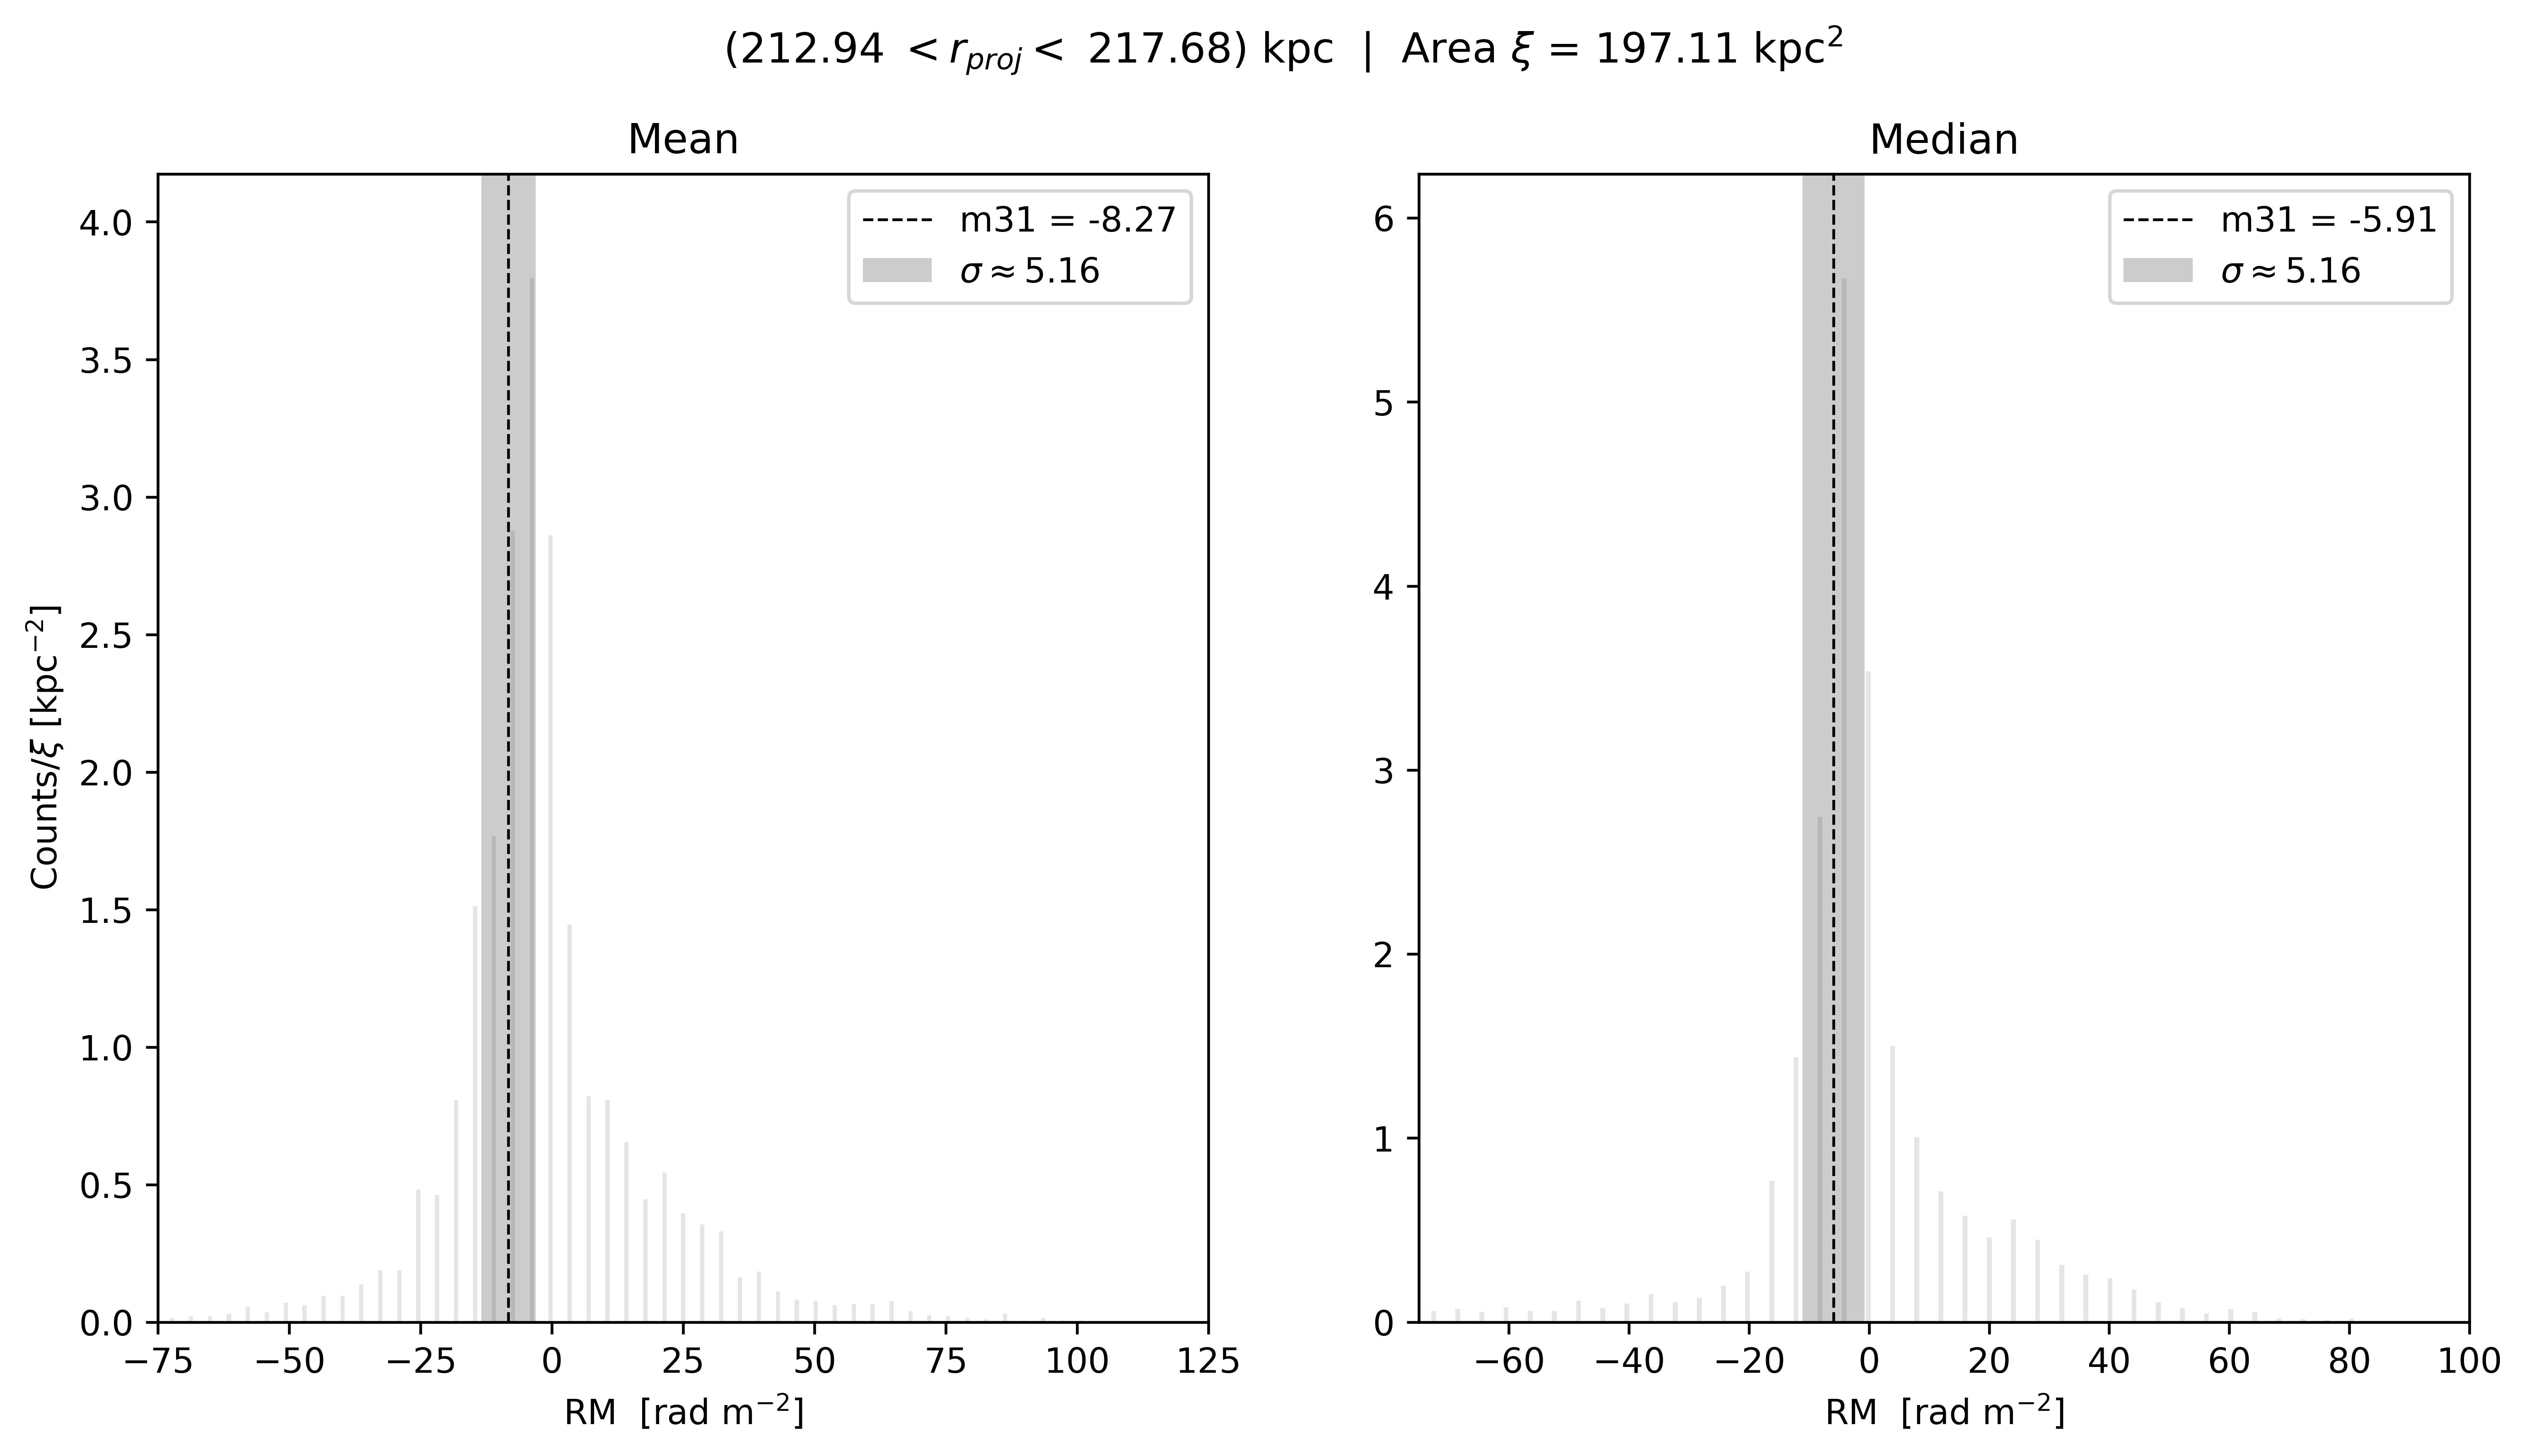 (212.94 < r_proj < 217.68) kpc | Area ξ = 197.11 kpc²
Mean
m31 = -8.27
σ ≈ 5.16
4.0
3.5
3.0
2.5
2.0
1.5
1.0
0.5
0.0
Counts/ξ [kpc⁻²]
−75 −50 −25 0 25 50 75 100 125
RM [rad m⁻²]
Median
m31 = -5.91
σ ≈ 5.16
6
5
4
3
2
1
0
−60 −40 −20 0 20 40 60 80 100
RM [rad m⁻²]